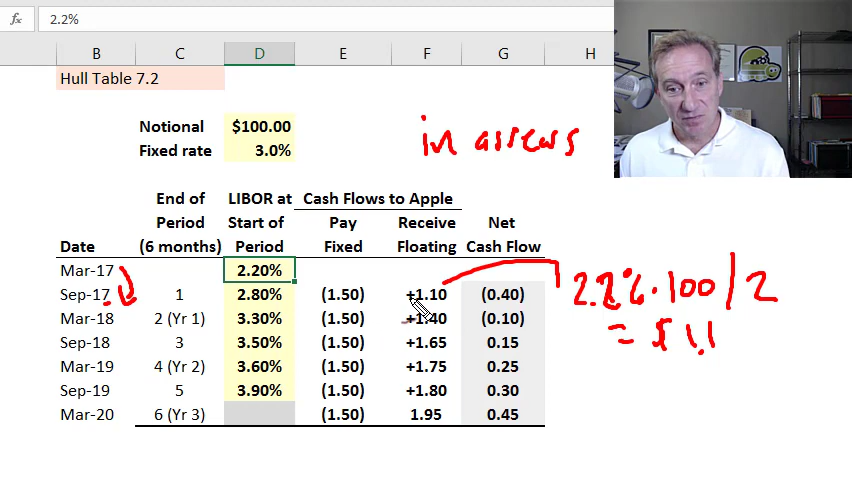 fx 2.2%
B C D E F G H
Hull Table 7.2
Notional $100.00
Fixed rate 3.0%
in arrears
End of LIBOR at Cash Flows to Apple
Period Start of Pay Receive Net
Date (6 months) Period Fixed Floating Cash Flow
Mar-17 2.20%
Sep-17 1 2.80% (1.50) +1.10 (0.40)
2.2% · 100 / 2
Mar-18 2 (Yr 1) 3.30% (1.50) +1.40 (0.10)
= $ 1.1
Sep-18 3 3.50% (1.50) +1.65 0.15
Mar-19 4 (Yr 2) 3.60% (1.50) +1.75 0.25
Sep-19 5 3.90% (1.50) +1.80 0.30
Mar-20 6 (Yr 3) (1.50) 1.95 0.45